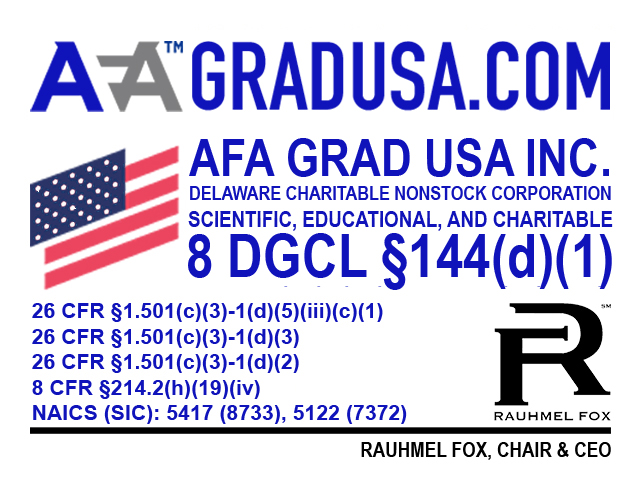 AFA™ GRADUSA.COM
AFA GRAD USA INC.
DELAWARE CHARITABLE NONSTOCK CORPORATION
SCIENTIFIC, EDUCATIONAL, AND CHARITABLE
8 DGCL §144(d)(1)
26 CFR §1.501(c)(3)-1(d)(5)(iii)(c)(1)
26 CFR §1.501(c)(3)-1(d)(3)
26 CFR §1.501(c)(3)-1(d)(2)
8 CFR §214.2(h)(19)(iv)
NAICS (SIC): 5417 (8733), 5122 (7372)
R℠
RAUHMEL FOX
RAUHMEL FOX, CHAIR & CEO